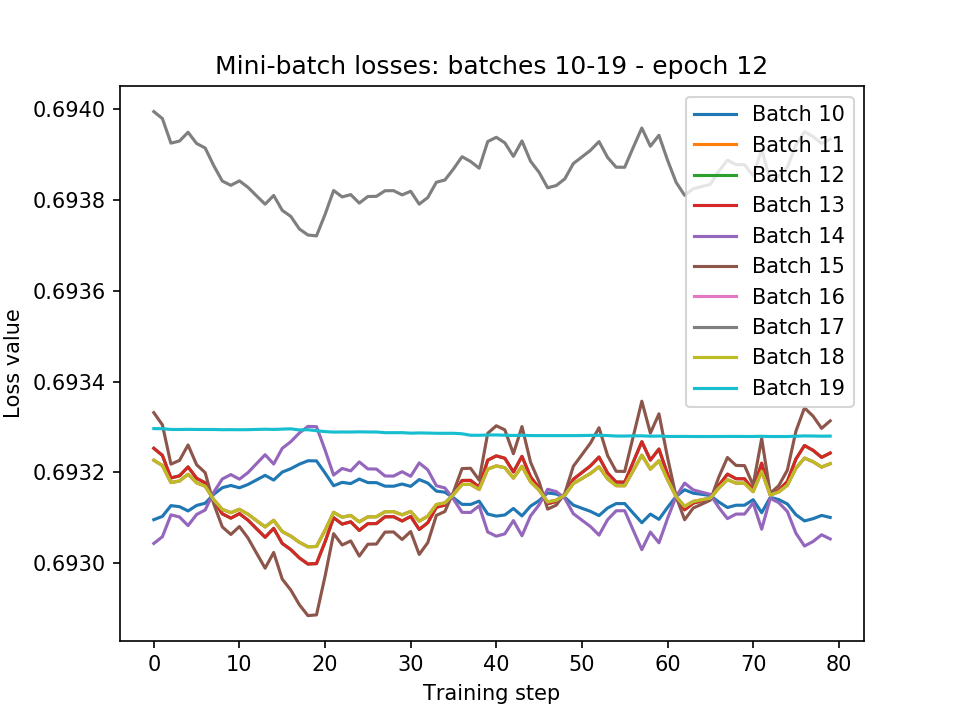 Mini-batch losses: batches 10-19 - epoch 12
Loss value
0.6940
0.6938
0.6936
0.6934
0.6932
0.6930
Batch 10
Batch 11
Batch 12
Batch 13
Batch 14
Batch 15
Batch 16
Batch 17
Batch 18
Batch 19
0 10 20 30 40 50 60 70 80
Training step